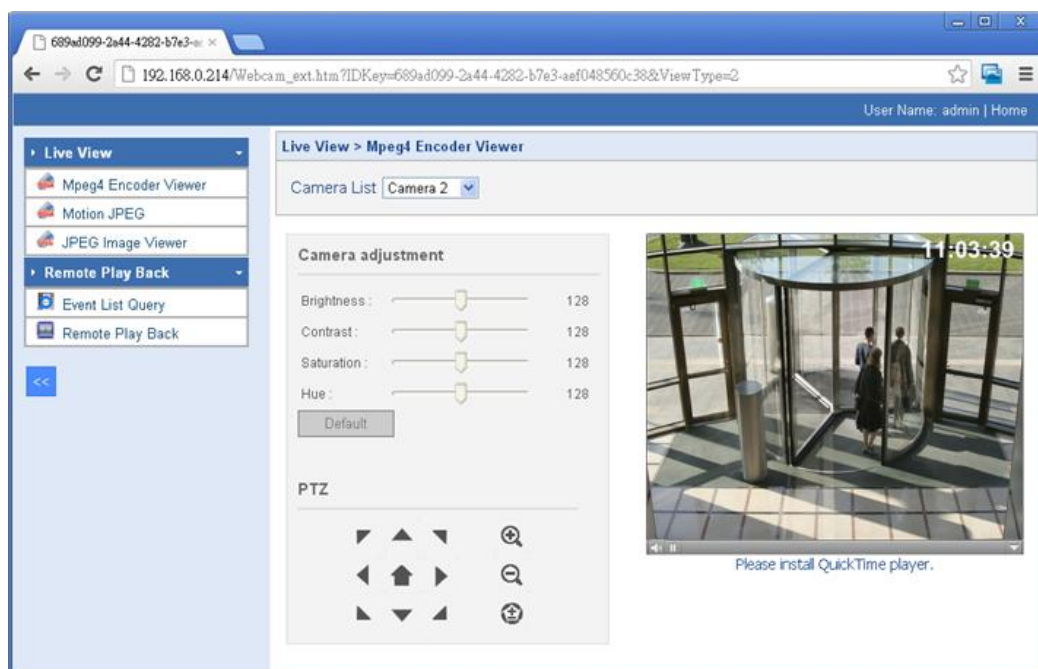 689ad099-2a44-4282-b7e3-ae
192.168.0.214/Webcam_ext.htm?IDKey=689ad099-2a44-4282-b7e3-aef048560c38&ViewType=2
User Name: admin | Home
Live View
Mpeg4 Encoder Viewer
Motion JPEG
JPEG Image Viewer
Remote Play Back
Event List Query
Remote Play Back
<<
Live View > Mpeg4 Encoder Viewer
Camera List Camera 2
Camera adjustment
Brightness : 128
Contrast : 128
Saturation : 128
Hue : 128
Default
PTZ
11:03:39
Please install QuickTime player.